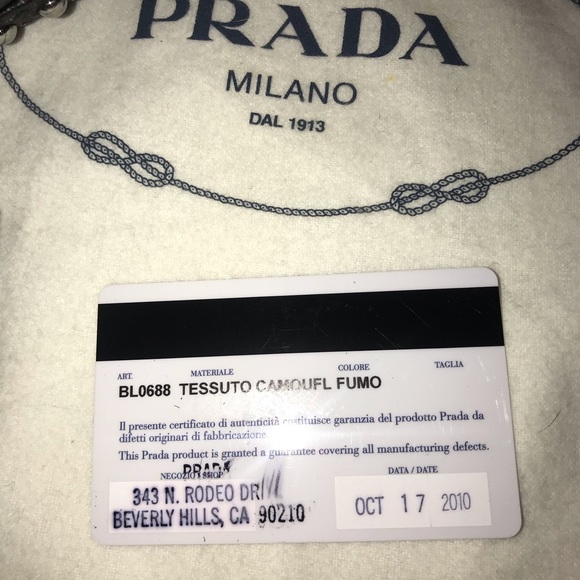 PRADA
MILANO
DAL 1913
ART. MATERIALE COLORE TAGLIA
BL0688 TESSUTO CAMOUFL FUMO
Il presente certificato di autenticità costituisce garanzia del prodotto Prada da
difetti originari di fabbricazione.
This Prada product is granted a guarantee covering all manufacturing defects.
PRADA
NEGOZIO / SHOP DATA / DATE
343 N. RODEO DRIVE
BEVERLY HILLS, CA 90210
OCT 17 2010